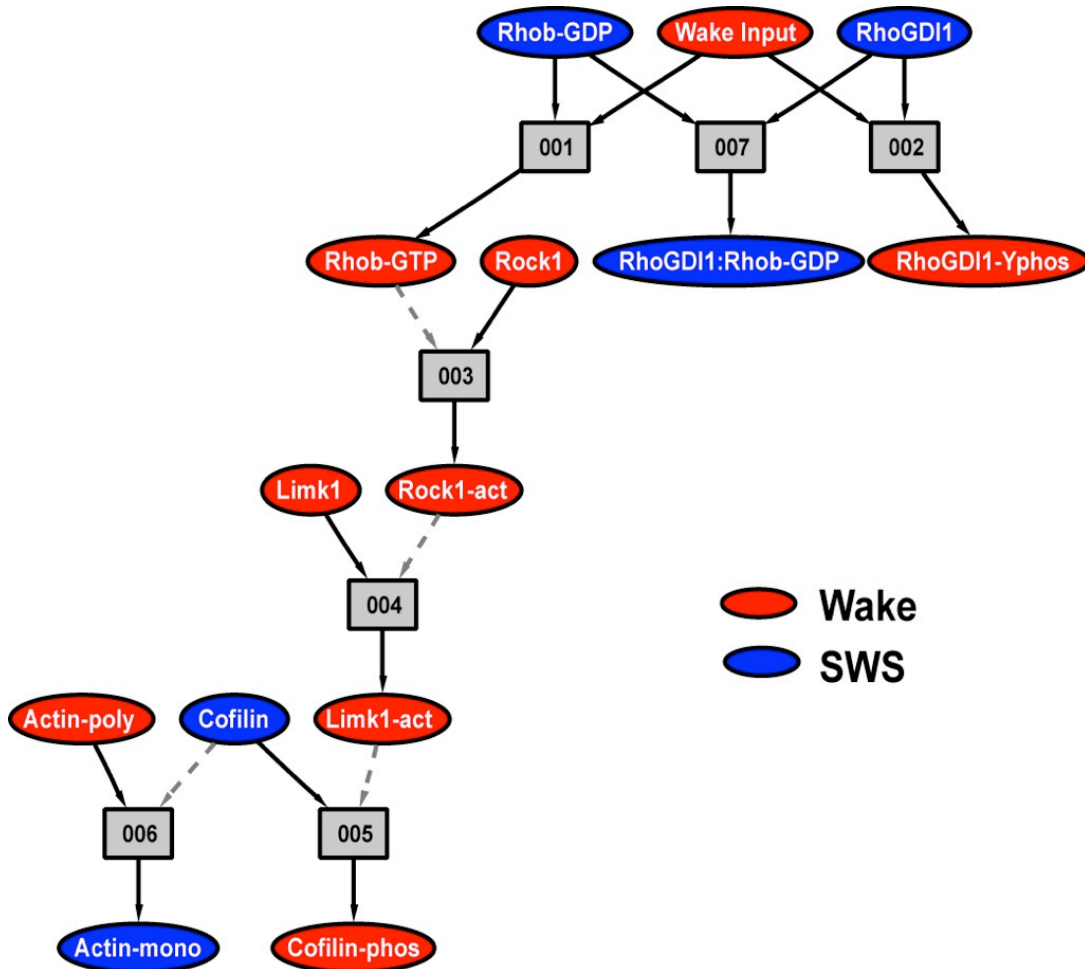 Rhob-GDP
Wake Input
RhoGDI1
001
007
002
Rhob-GTP
Rock1
RhoGDI1:Rhob-GDP
RhoGDI1-Yphos
003
Limk1
Rock1-act
004
Wake
SWS
Actin-poly
Cofilin
Limk1-act
006
005
Actin-mono
Cofilin-phos